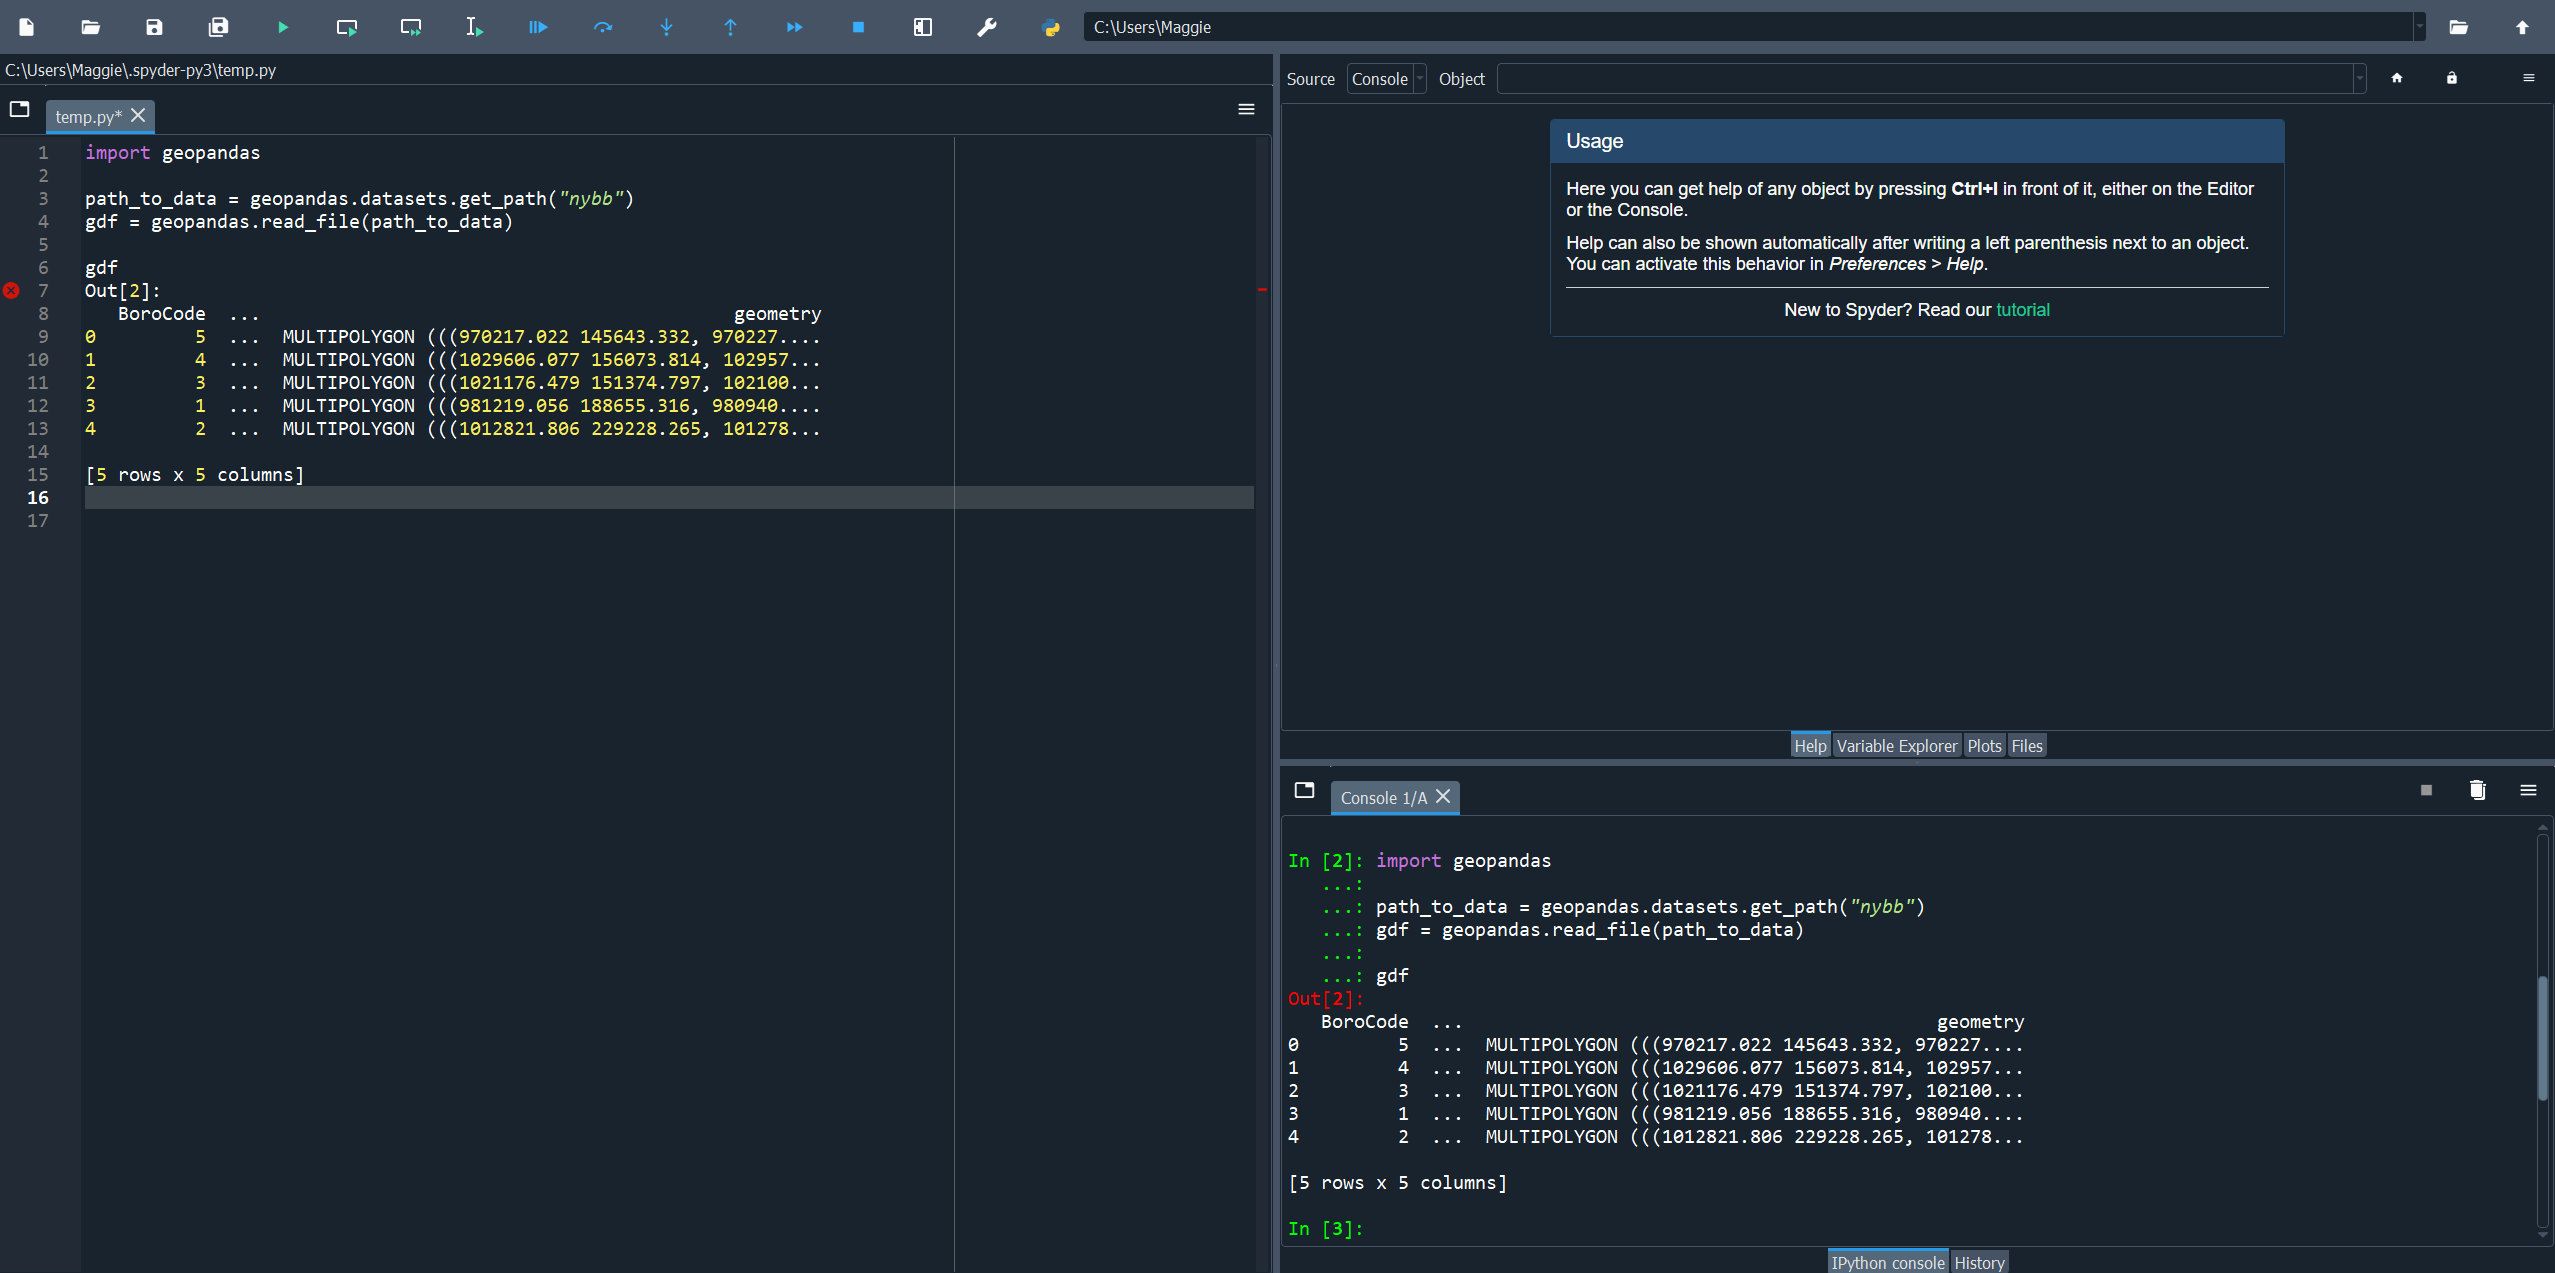 C:\Users\Maggie
C:\Users\Maggie\.spyder-py3\temp.py
temp.py*
1 import geopandas
2
3 path_to_data = geopandas.datasets.get_path("nybb")
4 gdf = geopandas.read_file(path_to_data)
5
6 gdf
7 Out[2]:
8    BoroCode  ...                                           geometry
9 0         5  ...  MULTIPOLYGON (((970217.022 145643.332, 970227....
10 1         4  ...  MULTIPOLYGON (((1029606.077 156073.814, 102957...
11 2         3  ...  MULTIPOLYGON (((1021176.479 151374.797, 102100...
12 3         1  ...  MULTIPOLYGON (((981219.056 188655.316, 980940....
13 4         2  ...  MULTIPOLYGON (((1012821.806 229228.265, 101278...
14
15 [5 rows x 5 columns]
16
17
Source Console Object
Usage
Here you can get help of any object by pressing Ctrl+I in front of it, either on the Editor
or the Console.
Help can also be shown automatically after writing a left parenthesis next to an object.
You can activate this behavior in Preferences > Help.
New to Spyder? Read our tutorial
Help Variable Explorer Plots Files
Console 1/A
In [2]: import geopandas
   ...:
   ...: path_to_data = geopandas.datasets.get_path("nybb")
   ...: gdf = geopandas.read_file(path_to_data)
   ...:
   ...: gdf
Out[2]:
   BoroCode  ...                                           geometry
0         5  ...  MULTIPOLYGON (((970217.022 145643.332, 970227....
1         4  ...  MULTIPOLYGON (((1029606.077 156073.814, 102957...
2         3  ...  MULTIPOLYGON (((1021176.479 151374.797, 102100...
3         1  ...  MULTIPOLYGON (((981219.056 188655.316, 980940....
4         2  ...  MULTIPOLYGON (((1012821.806 229228.265, 101278...
[5 rows x 5 columns]
In [3]:
IPython console History